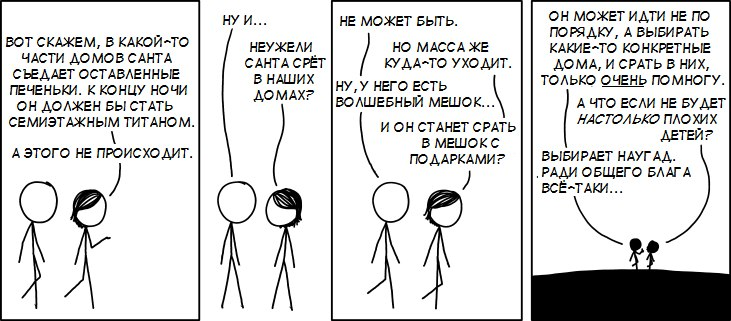 ВОТ СКАЖЕМ, В КАКОЙ-ТО
ЧАСТИ ДОМОВ САНТА
СЪЕДАЕТ ОСТАВЛЕННЫЕ
ПЕЧЕНЬКИ. К КОНЦУ НОЧИ
ОН ДОЛЖЕН БЫ СТАТЬ
СЕМИЭТАЖНЫМ ТИТАНОМ.
А ЭТОГО НЕ ПРОИСХОДИТ.
НУ И...
НЕУЖЕЛИ
САНТА СРЁТ
В НАШИХ
ДОМАХ?
НЕ МОЖЕТ БЫТЬ.
НО МАССА ЖЕ
КУДА-ТО УХОДИТ.
НУ, У НЕГО ЕСТЬ
ВОЛШЕБНЫЙ МЕШОК...
И ОН СТАНЕТ СРАТЬ
В МЕШОК С
ПОДАРКАМИ?
ОН МОЖЕТ ИДТИ НЕ ПО
ПОРЯДКУ, А ВЫБИРАТЬ
КАКИЕ-ТО КОНКРЕТНЫЕ
ДОМА, И СРАТЬ В НИХ,
ТОЛЬКО ОЧЕНЬ ПОМНОГУ.
А ЧТО ЕСЛИ НЕ БУДЕТ
НАСТОЛЬКО ПЛОХИХ
ДЕТЕЙ?
ВЫБИРАЕТ НАУГАД.
РАДИ ОБЩЕГО БЛАГА
ВСЁ-ТАКИ...